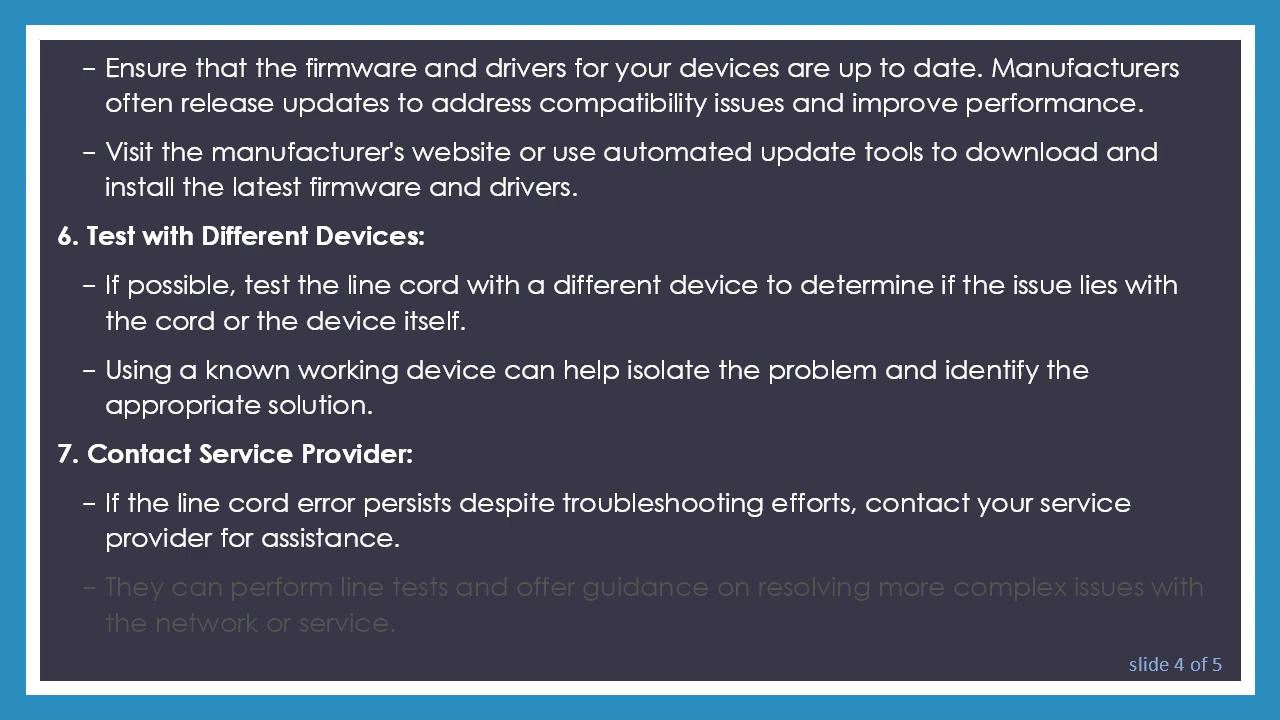 – Ensure that the firmware and drivers for your devices are up to date. Manufacturers
often release updates to address compatibility issues and improve performance.
– Visit the manufacturer's website or use automated update tools to download and
install the latest firmware and drivers.
6. Test with Different Devices:
– If possible, test the line cord with a different device to determine if the issue lies with
the cord or the device itself.
– Using a known working device can help isolate the problem and identify the
appropriate solution.
7. Contact Service Provider:
– If the line cord error persists despite troubleshooting efforts, contact your service
provider for assistance.
– They can perform line tests and offer guidance on resolving more complex issues with
the network or service.
slide 4 of 5